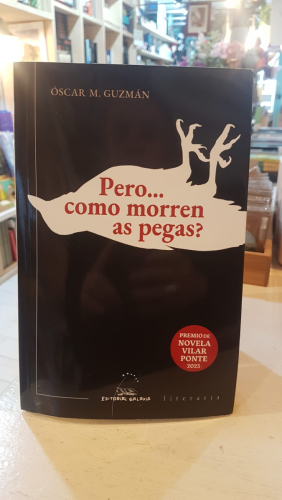 ÓSCAR M. GUZMÁN
Pero...
como morren
as pegas?
PREMIO DE
NOVELA
VILAR
PONTE
2023
EDITORIAL GALAXIA
literaria